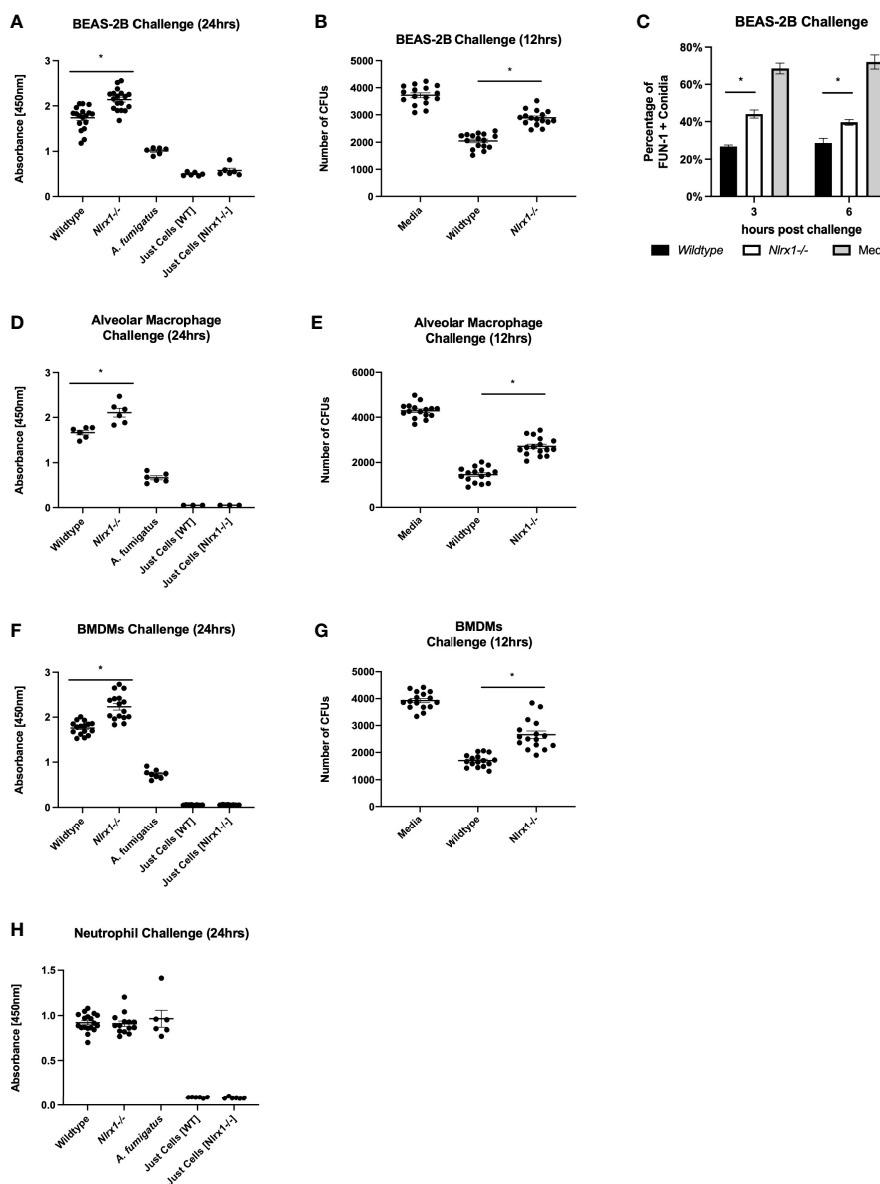 A
BEAS-2B Challenge (24hrs)
Absorbance [450nm]
3
2
1
0
*
Wildtype
Nlrx1-/-
A. fumigatus
Just Cells [WT]
Just Cells [Nlrx1-/-]
B
BEAS-2B Challenge (12hrs)
Number of CFUs
5000
4000
3000
2000
1000
0
*
Media
Wildtype
Nlrx1-/-
C
BEAS-2B Challenge
Percentage of
FUN-1 + Conidia
80%
60%
40%
20%
0%
*
*
3
6
hours post challenge
Wildtype
Nlrx1-/-
Med
D
Alveolar Macrophage
Challenge (24hrs)
Absorbance [450nm]
3
2
1
0
*
Wildtype
Nlrx1-/-
A. fumigatus
Just Cells [WT]
Just Cells [Nlrx1-/-]
E
Alveolar Macrophage
Challenge (12hrs)
Number of CFUs
6000
4000
2000
0
*
Media
Wildtype
Nlrx1-/-
F
BMDMs Challenge (24hrs)
Absorbance [450nm]
3
2
1
0
*
Wildtype
Nlrx1-/-
A. fumigatus
Just Cells [WT]
Just Cells [Nlrx1-/-]
G
BMDMs
Challenge (12hrs)
Number of CFUs
5000
4000
3000
2000
1000
0
*
Media
Wildtype
Nlrx1-/-
H
Neutrophil Challenge (24hrs)
Absorbance [450nm]
1.5
1.0
0.5
0.0
Wildtype
Nlrx1-/-
A. fumigatus
Just Cells [WT]
Just Cells [Nlrx1-/-]